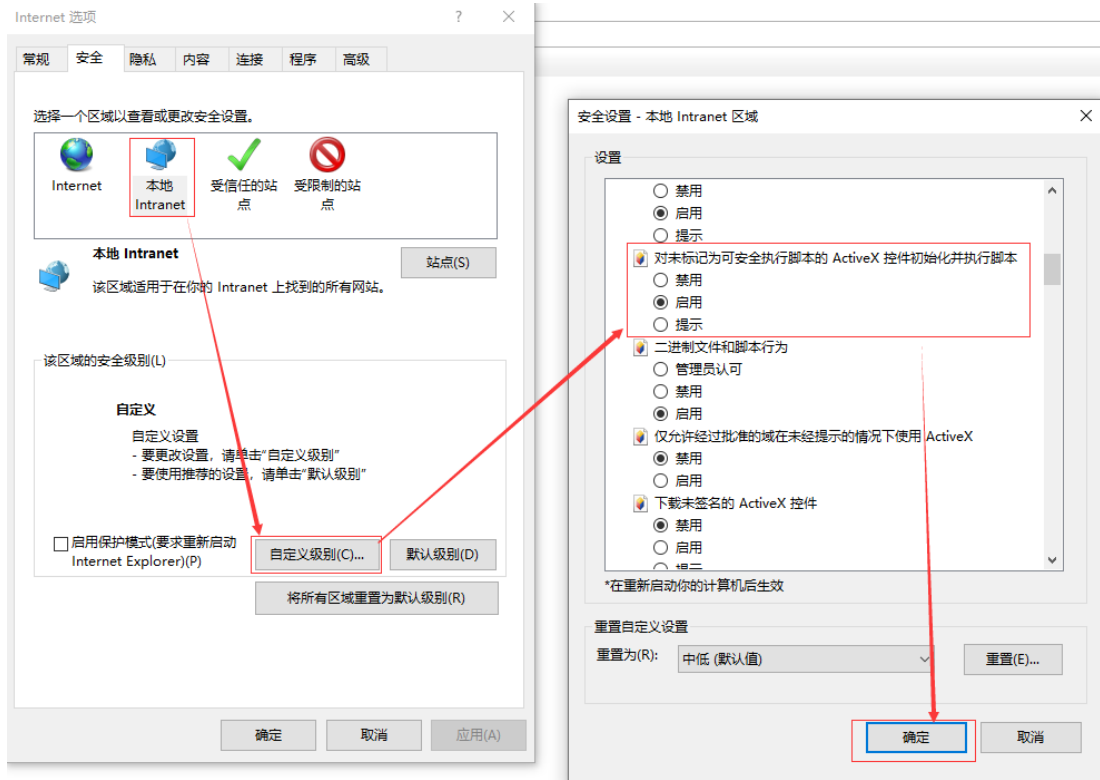 Internet 选项
?
常规 安全 隐私 内容 连接 程序 高级
选择一个区域以查看或更改安全设置。
Internet
本地
Intranet
受信任的站
点
受限制的站
点
本地 Intranet
站点(S)
该区域适用于在你的 Intranet 上找到的所有网站。
该区域的安全级别(L)
自定义
自定义设置
- 要更改设置，请单击"自定义级别"
- 要使用推荐的设置，请单击"默认级别"
启用保护模式(要求重新启动
Internet Explorer)(P)
自定义级别(C)...
默认级别(D)
将所有区域重置为默认级别(R)
确定
取消
应用(A)
安全设置 - 本地 Intranet 区域
设置
禁用
启用
提示
对未标记为可安全执行脚本的 ActiveX 控件初始化并执行脚本
禁用
启用
提示
二进制文件和脚本行为
管理员认可
禁用
启用
仅允许经过批准的域在未经提示的情况下使用 ActiveX
禁用
启用
下载未签名的 ActiveX 控件
禁用
启用
提示
*在重新启动你的计算机后生效
重置自定义设置
重置为(R):
中低 (默认值)
重置(E)...
确定
取消